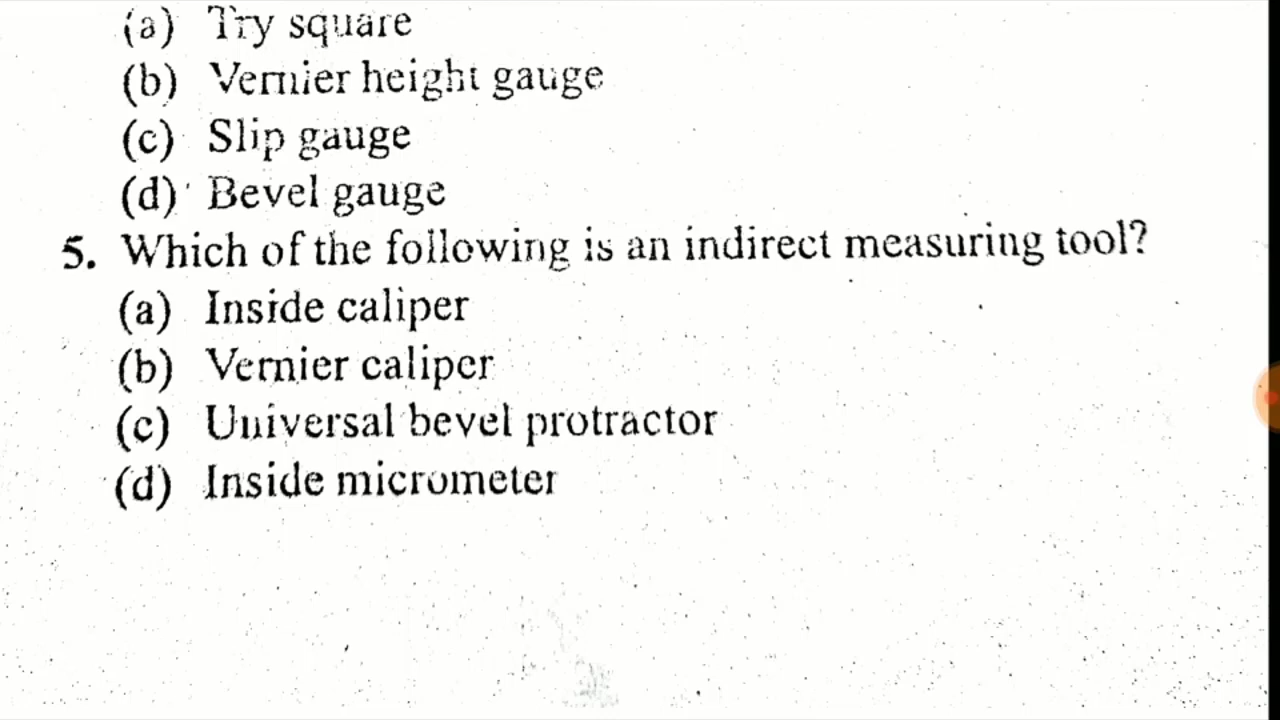 (a) Try square
(b) Vernier height gauge
(c) Slip gauge
(d) Bevel gauge
5. Which of the following is an indirect measuring tool?
(a) Inside caliper
(b) Vernier caliper
(c) Universal bevel protractor
(d) Inside micrometer